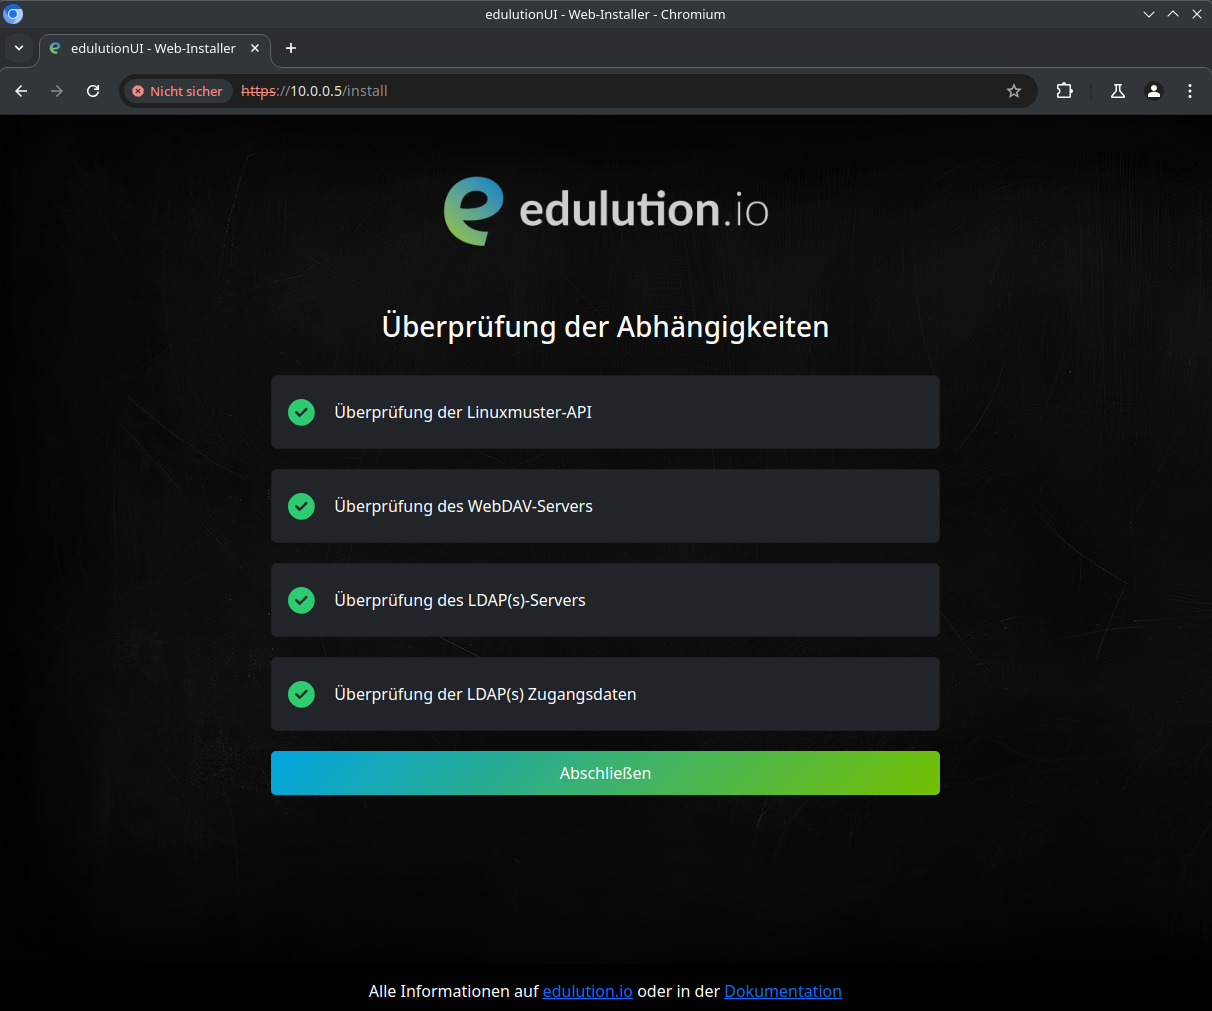 edulutionUI - Web-Installer - Chromium
edulutionUI - Web-Installer
Nicht sicher https://10.0.0.5/install
edulution.io
Überprüfung der Abhängigkeiten
Überprüfung der Linuxmuster-API
Überprüfung des WebDAV-Servers
Überprüfung des LDAP(s)-Servers
Überprüfung der LDAP(s) Zugangsdaten
Abschließen
Alle Informationen auf edulution.io oder in der Dokumentation